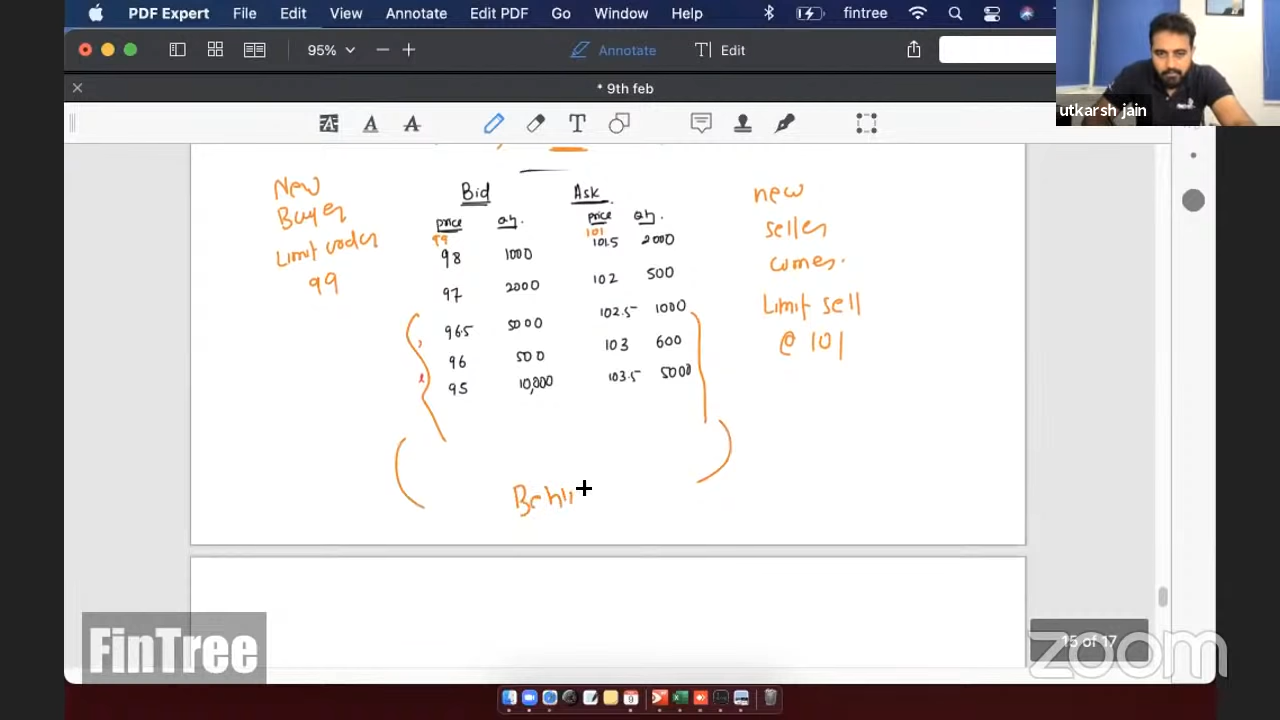 PDF Expert File Edit View Annotate Edit PDF Go Window Help fintree
95% Annotate Edit
* 9th feb
utkarsh jain
New
Buyer
Limit order
99
Bid Ask
price qty. price qty.
99 101
98 1000 101.5 2000
97 2000 102 500
96.5 5000 102.5 1000
96 500 103 600
95 10,000 103.5 5000
new
seller
comes.
Limit sell
@ 101
Behi
15 of 17
FinTree
zoom